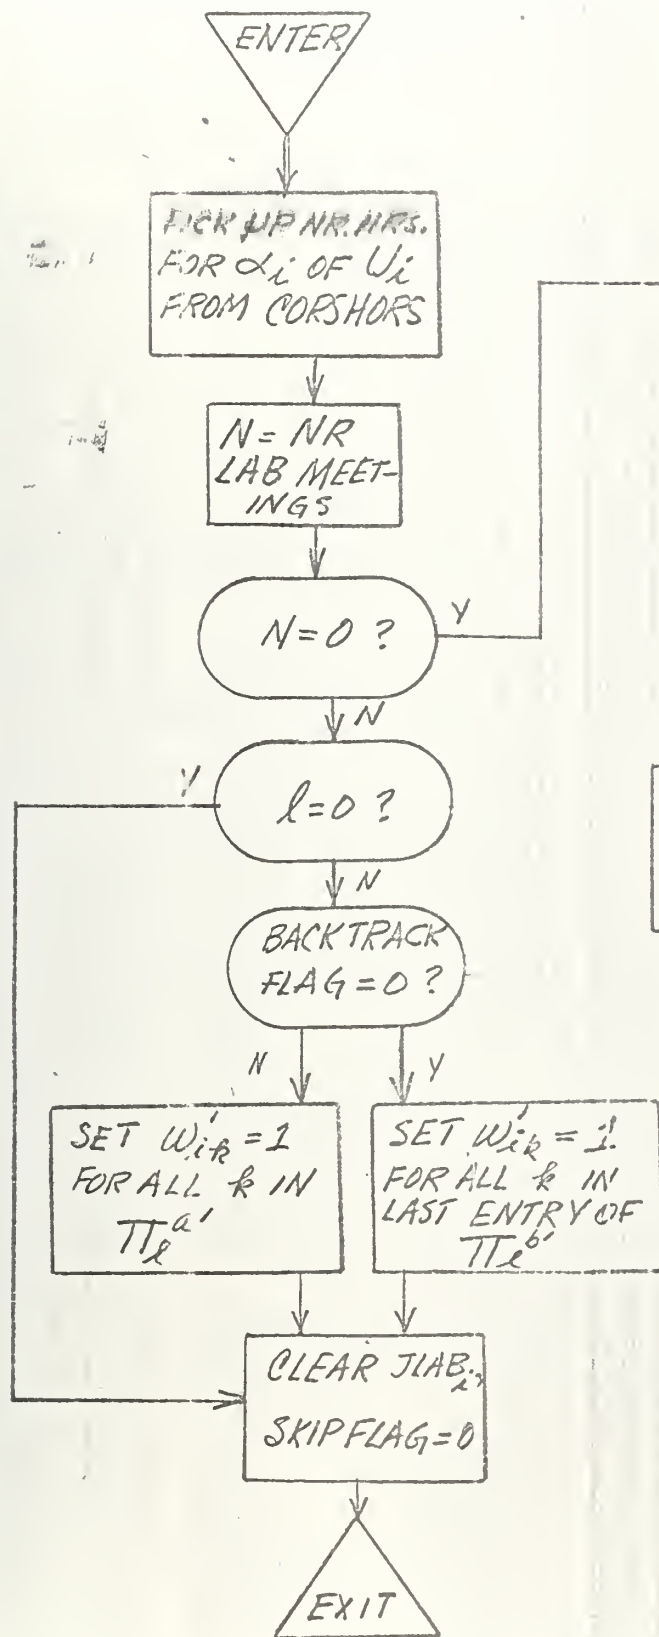 ENTER
PICK UP NR. HRS.
FOR αi OF Ui
FROM CORSHORS
N = NR
LAB MEET-
INGS
N = 0 ?
Y
N
l = 0 ?
Y
N
BACKTRACK
FLAG = 0 ?
N
Y
SET w'ik = 1
FOR ALL k IN
πl a'
SET w'ik = 1
FOR ALL k IN
LAST ENTRY OF
πl b'
CLEAR JLABi,
SKIPFLAG = 0
EXIT